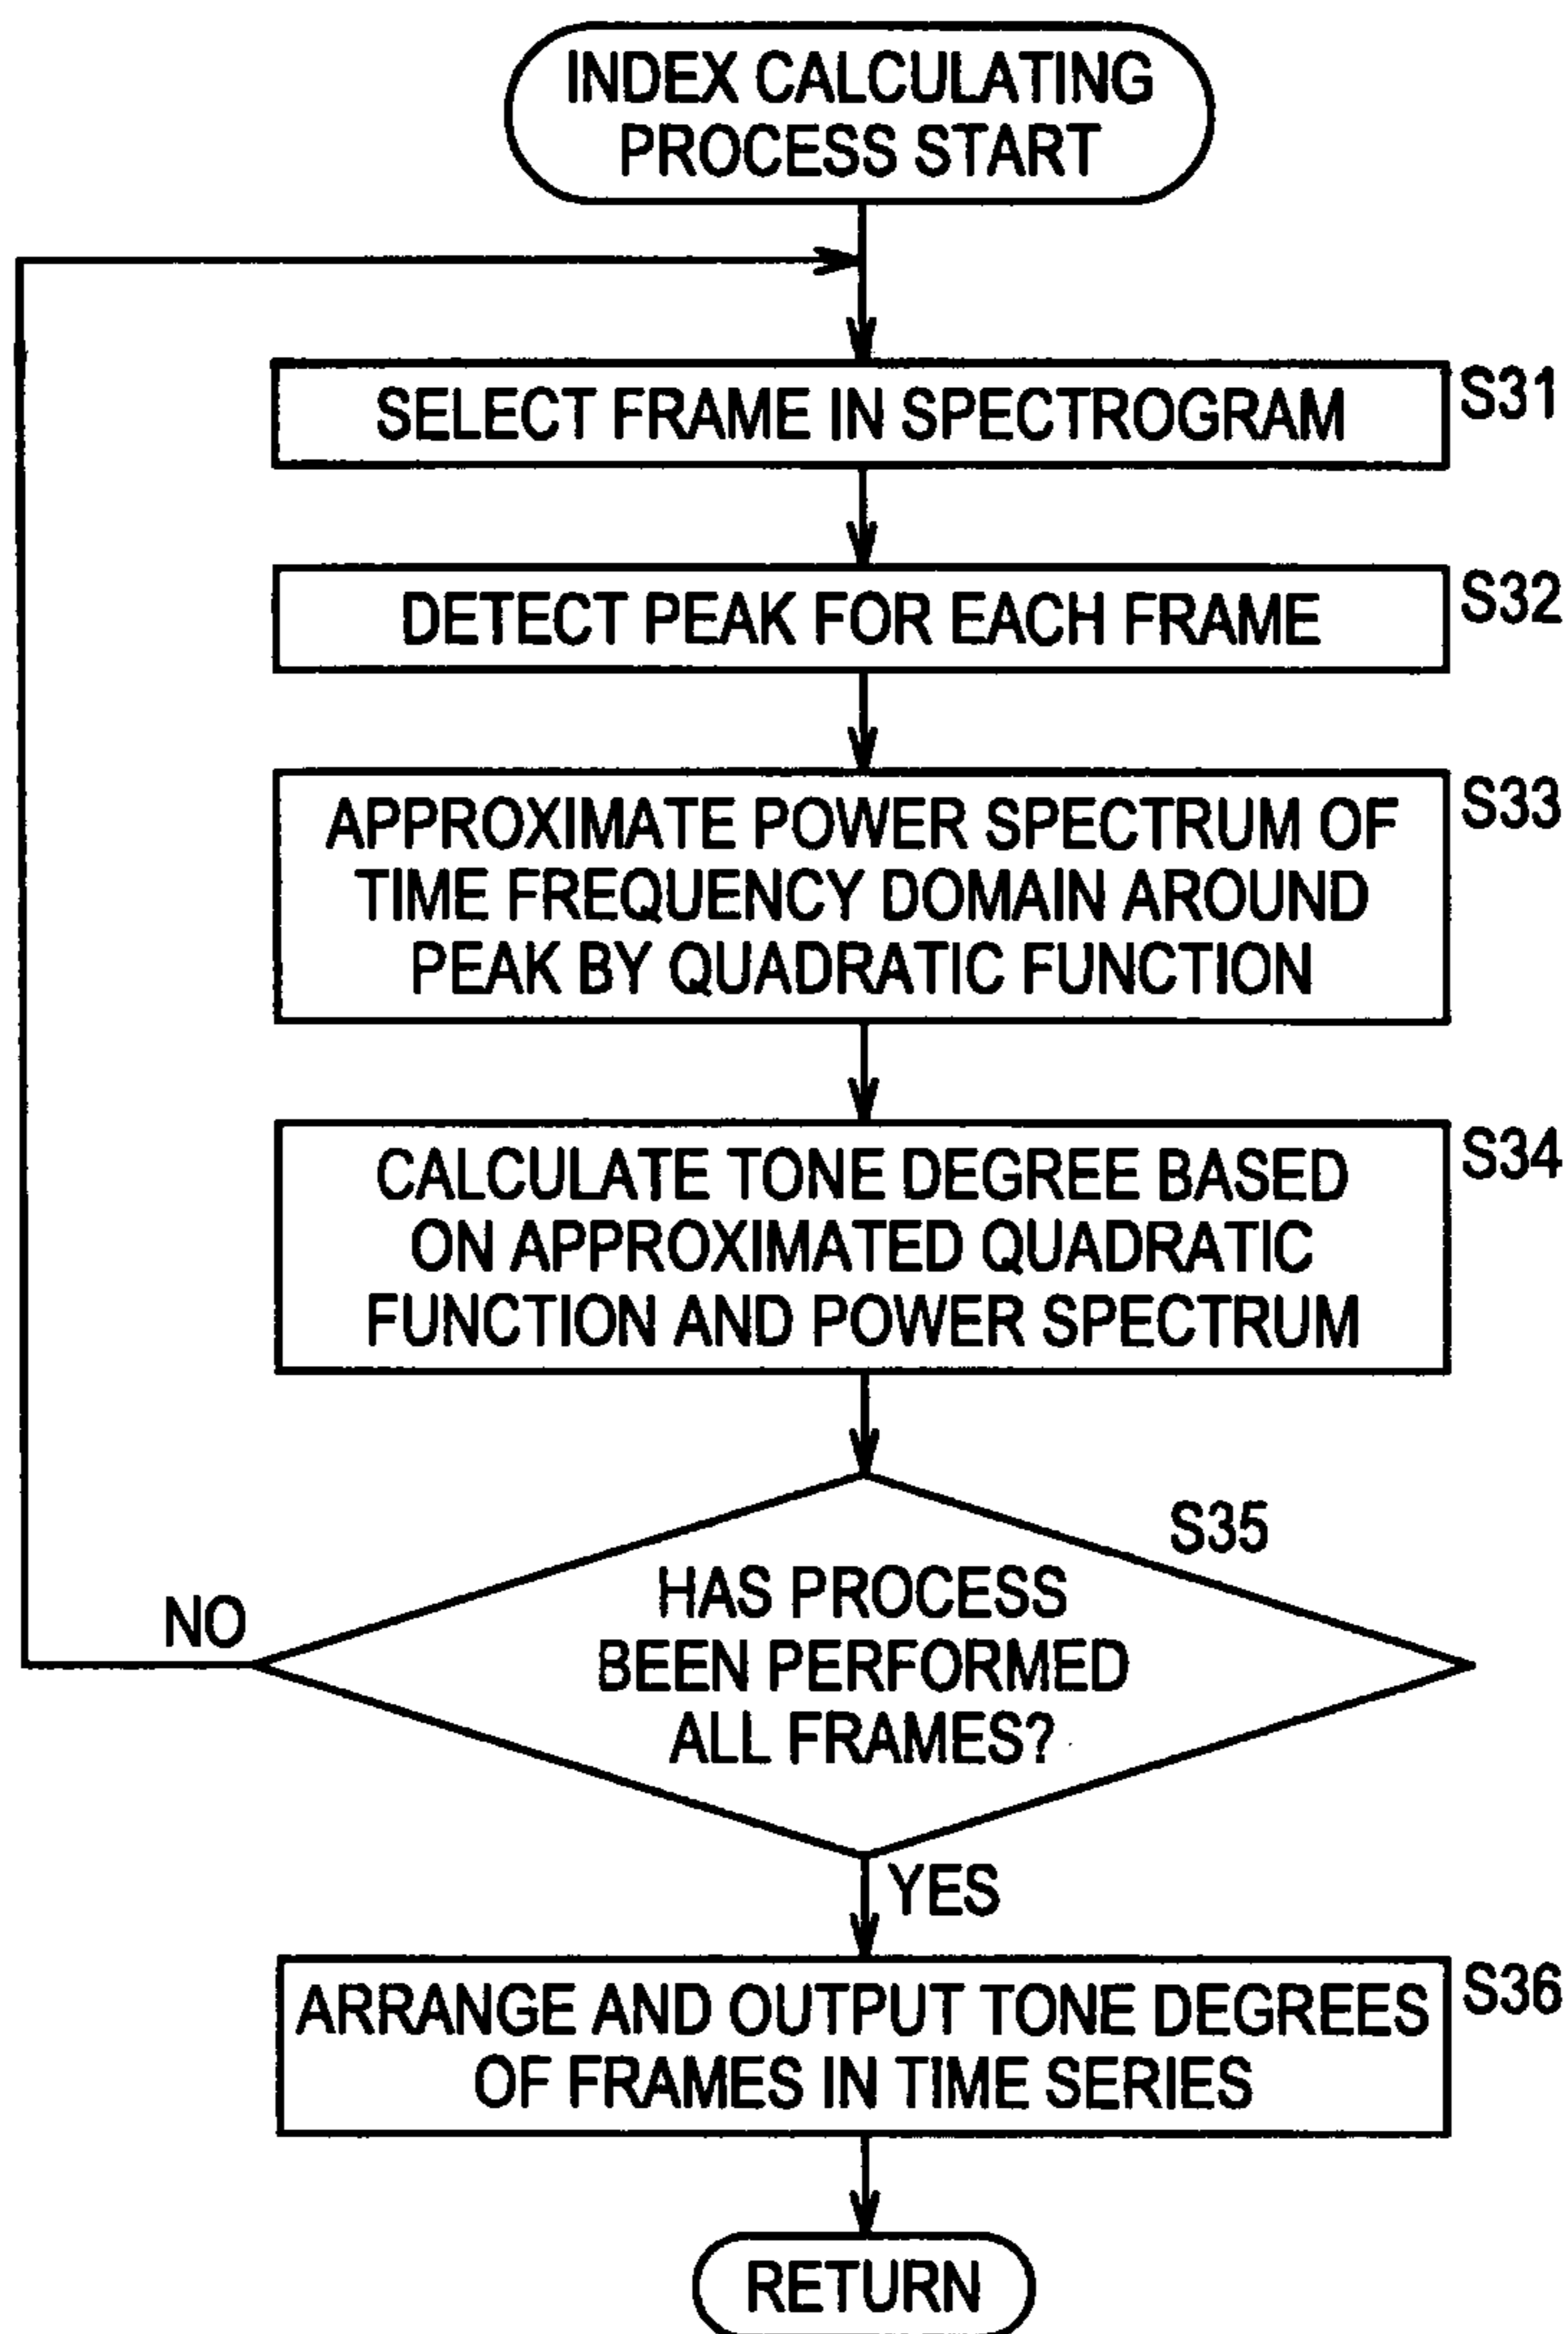 INDEX CALCULATING
PROCESS START
SELECT FRAME IN SPECTROGRAM
S31
DETECT PEAK FOR EACH FRAME
S32
APPROXIMATE POWER SPECTRUM OF
TIME FREQUENCY DOMAIN AROUND
PEAK BY QUADRATIC FUNCTION
S33
CALCULATE TONE DEGREE BASED
ON APPROXIMATED QUADRATIC
FUNCTION AND POWER SPECTRUM
S34
S35
HAS PROCESS
BEEN PERFORMED
ALL FRAMES?
NO
YES
ARRANGE AND OUTPUT TONE DEGREES
OF FRAMES IN TIME SERIES
S36
RETURN